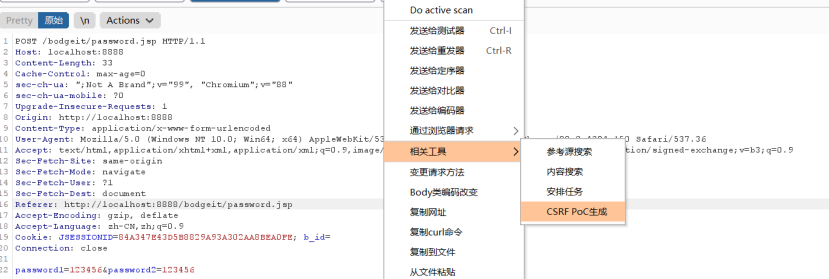 Pretty 原始 \n Actions
1 POST /bodgeit/password.jsp HTTP/1.1
2 Host: localhost:8888
3 Content-Length: 33
4 Cache-Control: max-age=0
5 sec-ch-ua: ";Not A Brand";v="99", "Chromium";v="88"
6 sec-ch-ua-mobile: ?0
7 Upgrade-Insecure-Requests: 1
8 Origin: http://localhost:8888
9 Content-Type: application/x-www-form-urlencoded
10 User-Agent: Mozilla/5.0 (Windows NT 10.0; Win64; x64) AppleWebKit/53 Safari/537.36
11 Accept: text/html,application/xhtml+xml,application/xml;q=0.9,image/ tion/signed-exchange;v=b3;q=0.9
12 Sec-Fetch-Site: same-origin
13 Sec-Fetch-Mode: navigate
14 Sec-Fetch-User: ?1
15 Sec-Fetch-Dest: document
16 Referer: http://localhost:8888/bodgeit/password.jsp
17 Accept-Encoding: gzip, deflate
18 Accept-Language: zh-CN,zh;q=0.9
19 Cookie: JSESSIONID=84A347E43D5B8829A93A302AA8BEA0FE; b_id=
20 Connection: close
22 password1=123456&password2=123456
Do active scan
发送给测试器 Ctrl-I
发送给重发器 Ctrl-R
发送给定序器
发送给对比器
发送给编码器
通过浏览器请求
相关工具
变更请求方法
Body类编码改变
复制网址
复制curl命令
复制到文件
从文件粘贴
参考源搜索
内容搜索
安排任务
CSRF PoC生成